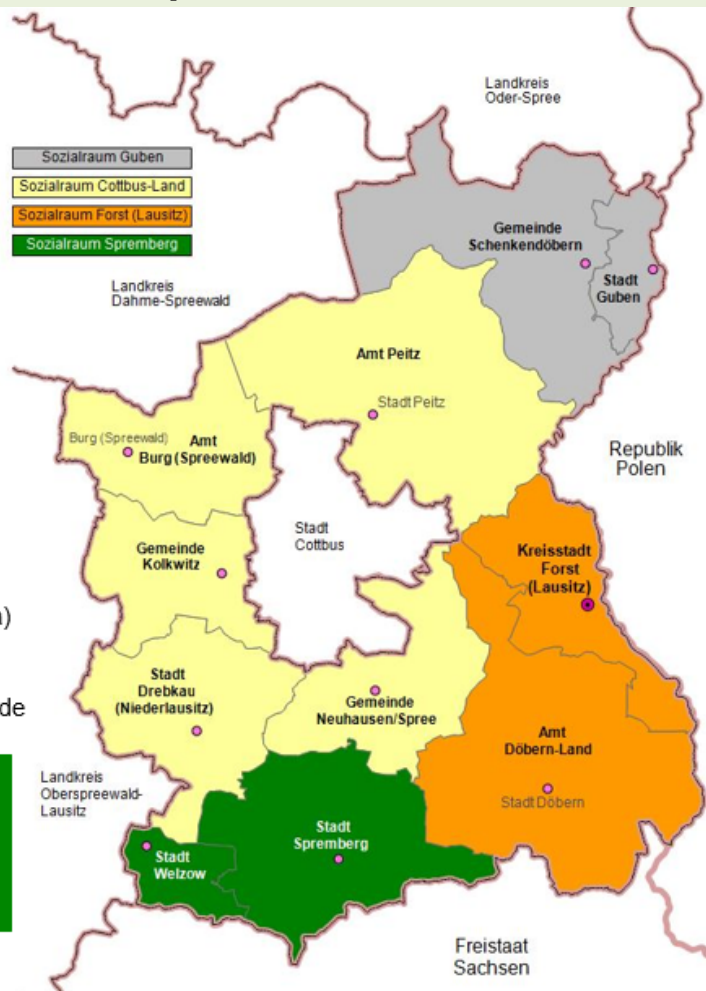 Landkreis
Oder-Spree
Sozialraum Guben
Sozialraum Cottbus-Land
Sozialraum Forst (Lausitz)
Sozialraum Spremberg
Gemeinde
Schenkendöbern
Stadt
Guben
Landkreis
Dahme-Spreewald
Amt Peitz
Stadt Peitz
Burg (Spreewald)
Amt
Burg (Spreewald)
Republik
Polen
Stadt
Cottbus
Gemeinde
Kolkwitz
Kreisstadt
Forst
(Lausitz)
Stadt
Drebkau
(Niederlausitz)
Gemeinde
Neuhausen/Spree
de
Amt
Döbern-Land
Stadt Döbern
Landkreis
Oberspreewald-
Lausitz
Stadt
Spremberg
Stadt
Welzow
Freistaat
Sachsen